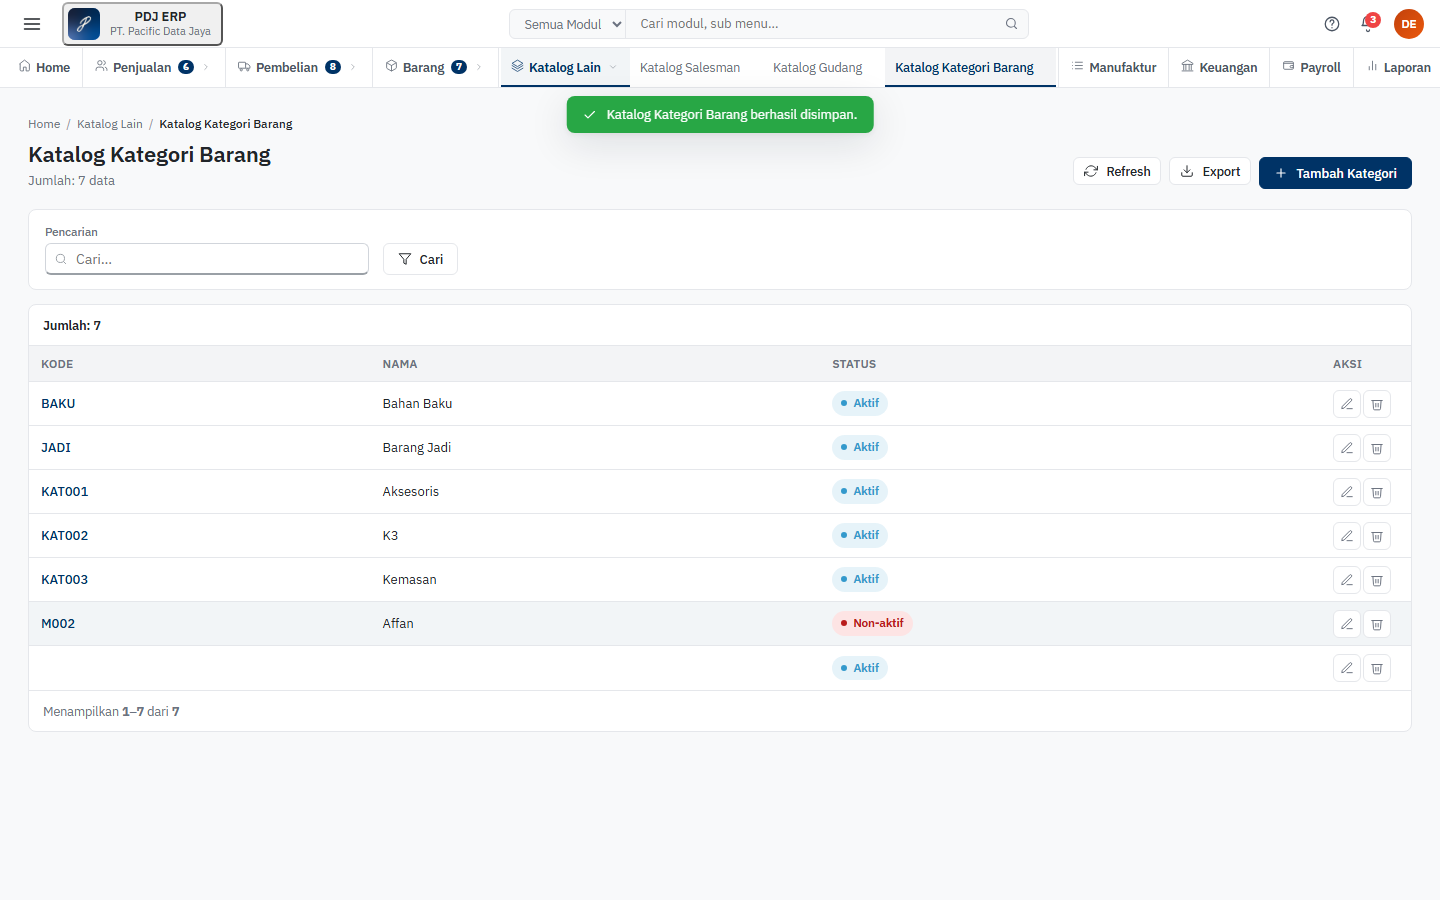 PDJ ERP
PT. Pacific Data Jaya
Semua Modul
Cari modul, sub menu...
3
DE
Home
Penjualan 6
Pembelian 8
Barang 7
Katalog Lain
Katalog Salesman
Katalog Gudang
Katalog Kategori Barang
Manufaktur
Keuangan
Payroll
Laporan
Katalog Kategori Barang berhasil disimpan.
Home / Katalog Lain / Katalog Kategori Barang
Katalog Kategori Barang
Jumlah: 7 data
Refresh
Export
Tambah Kategori
Pencarian
Cari...
Cari
Jumlah: 7
KODE NAMA STATUS AKSI
BAKU Bahan Baku Aktif
JADI Barang Jadi Aktif
KAT001 Aksesoris Aktif
KAT002 K3 Aktif
KAT003 Kemasan Aktif
M002 Affan Non-aktif
Aktif
Menampilkan 1–7 dari 7